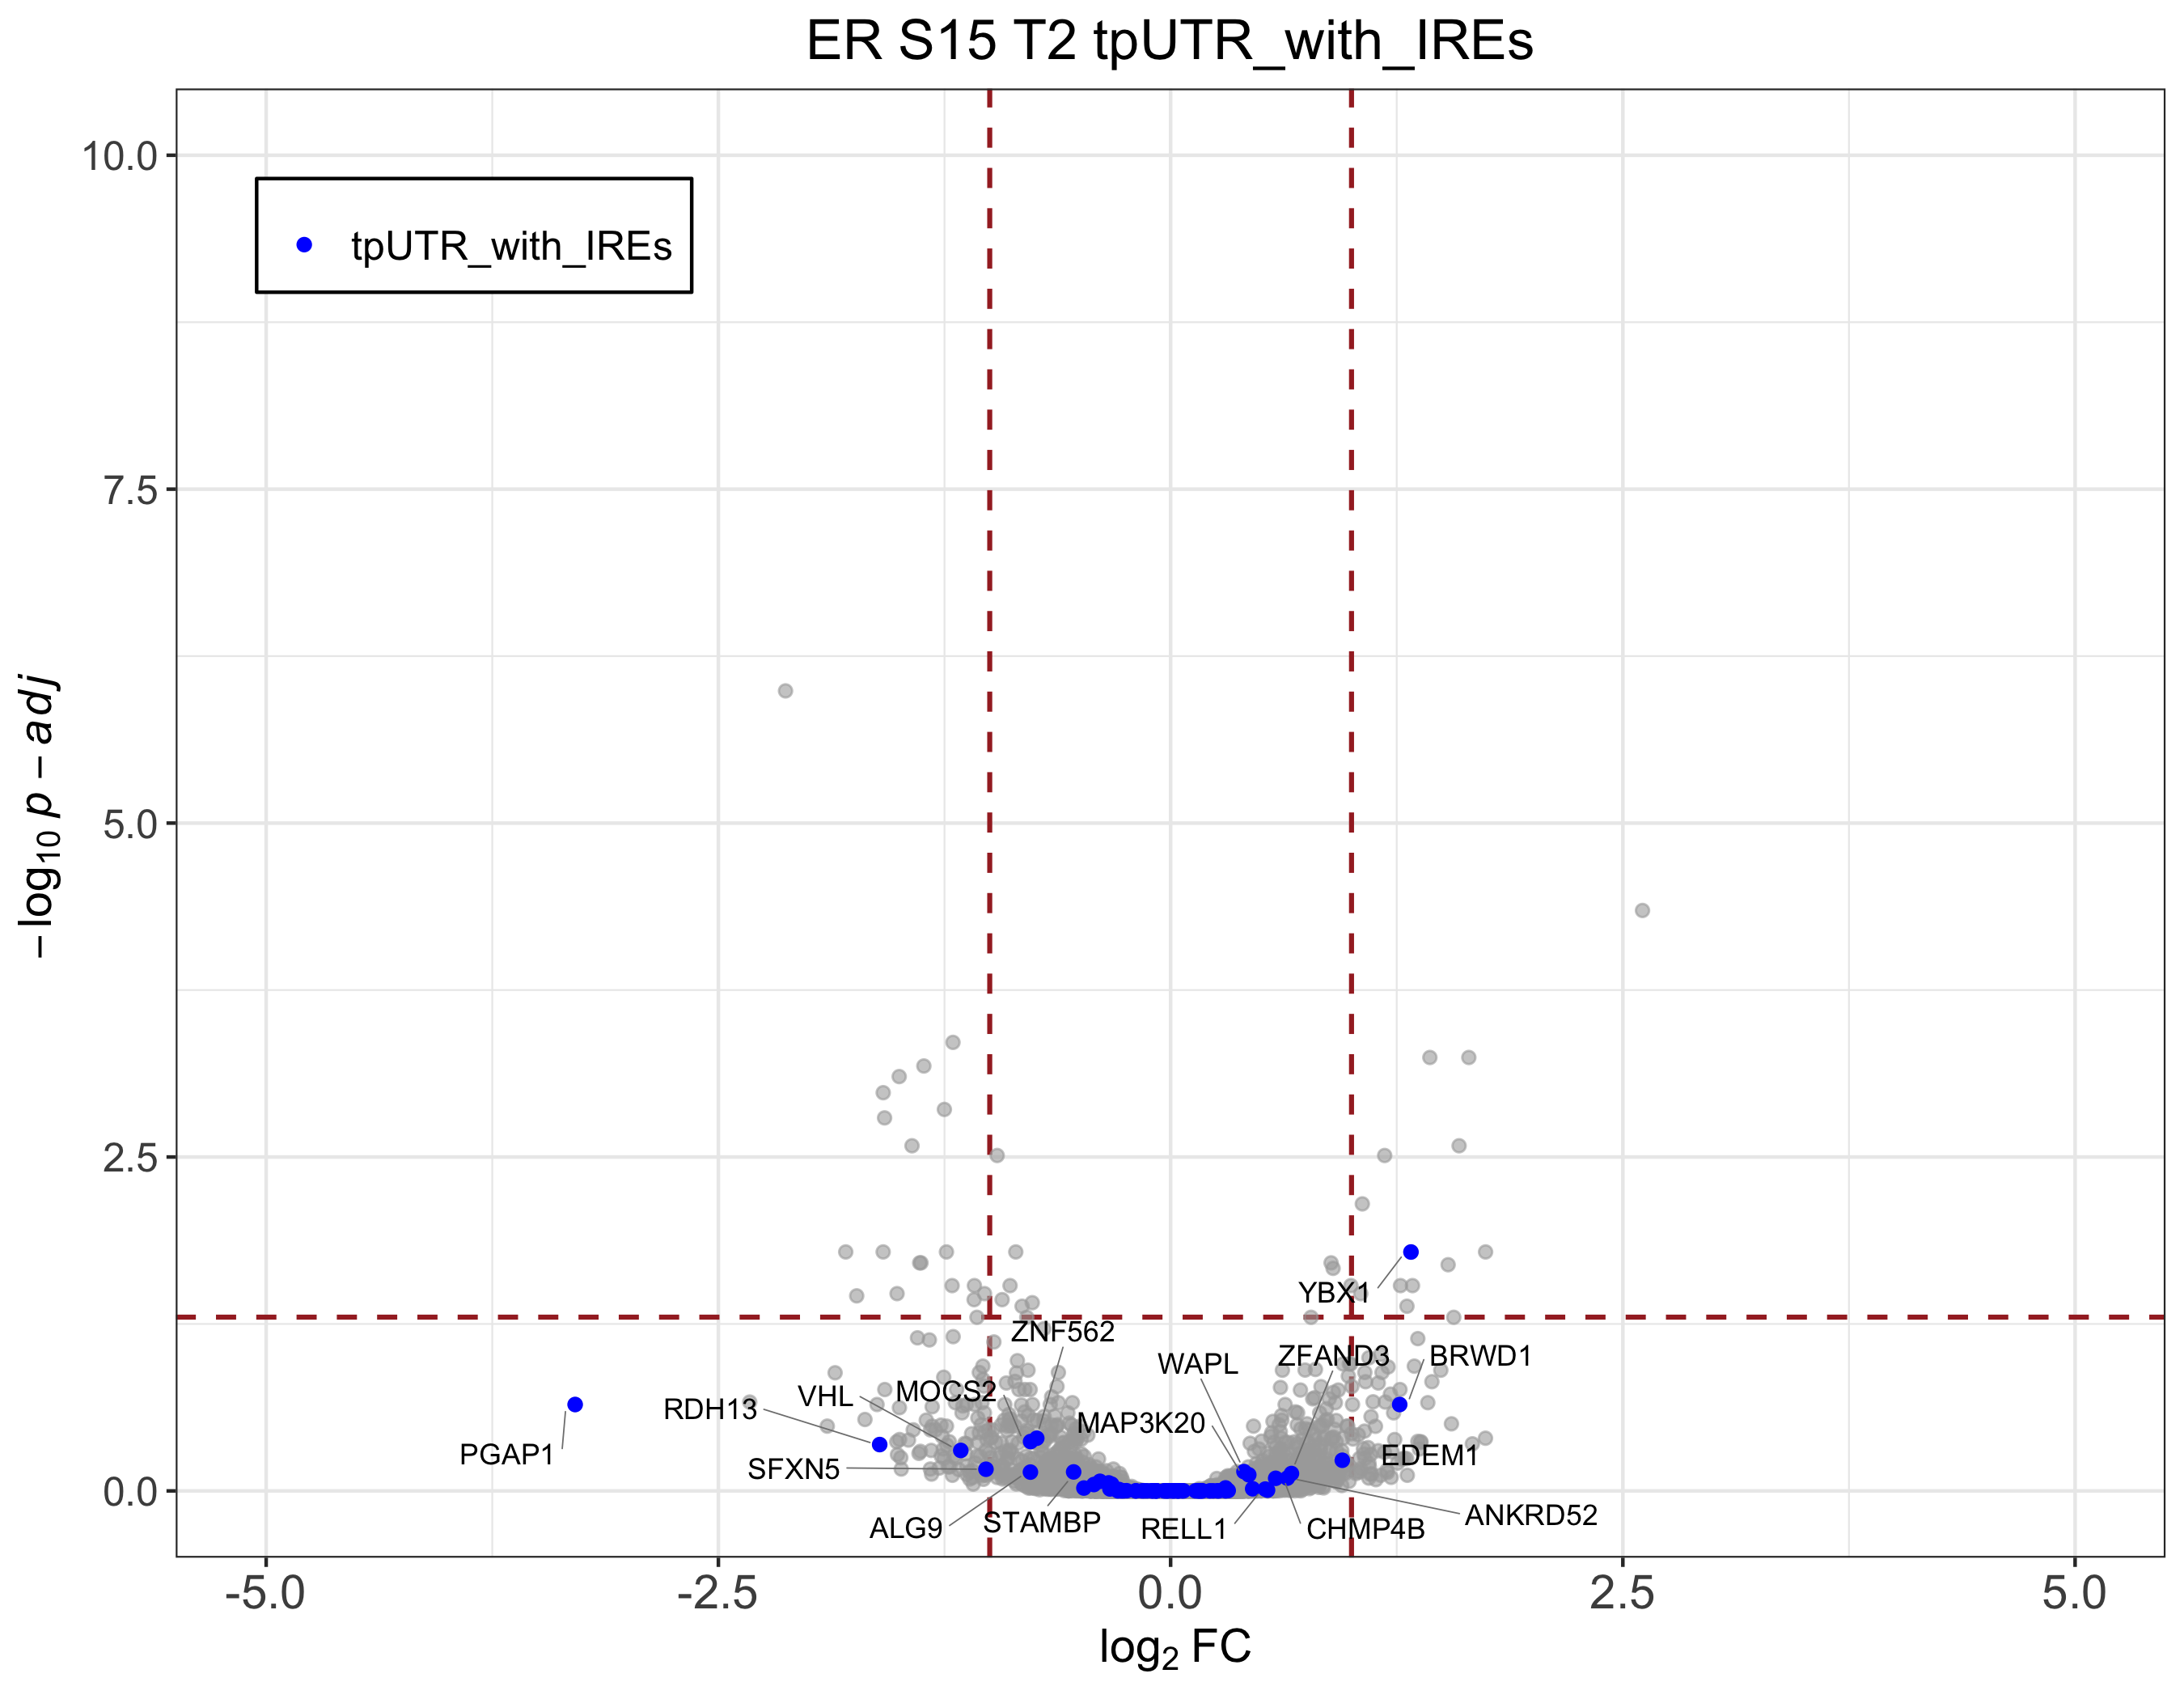 ER S15 T2 tpUTR_with_IREs
10.0
7.5
5.0
2.5
0.0
−log10 p − adj
tpUTR_with_IREs
YBX1
ZNF562
WAPL
ZFAND3
BRWD1
MOCS2
VHL
RDH13
MAP3K20
PGAP1
SFXN5
EDEM1
ALG9
STAMBP
RELL1
CHMP4B
ANKRD52
-5.0
-2.5
0.0
2.5
5.0
log2 FC